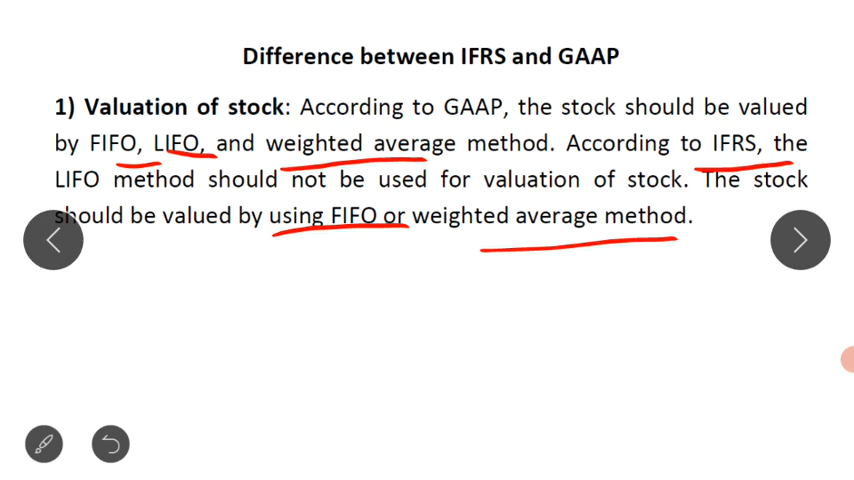 Difference between IFRS and GAAP
1) Valuation of stock: According to GAAP, the stock should be valued
by FIFO, LIFO, and weighted average method. According to IFRS, the
LIFO method should not be used for valuation of stock. The stock
should be valued by using FIFO or weighted average method.